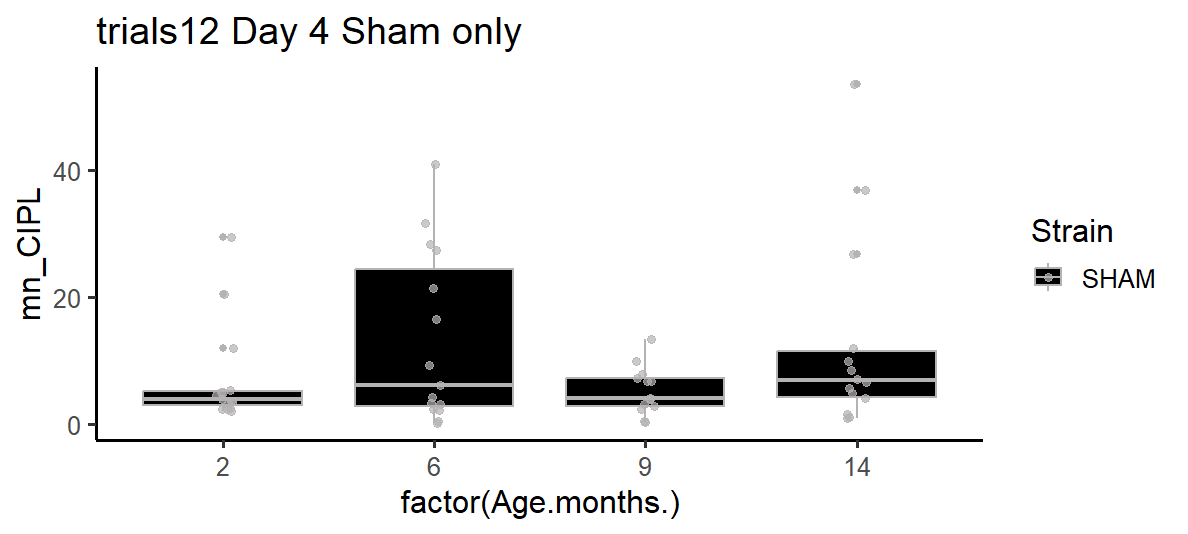 trials12 Day 4 Sham only
mn_CIPL
40
20
0
2 6 9 14
factor(Age.months.)
Strain
SHAM